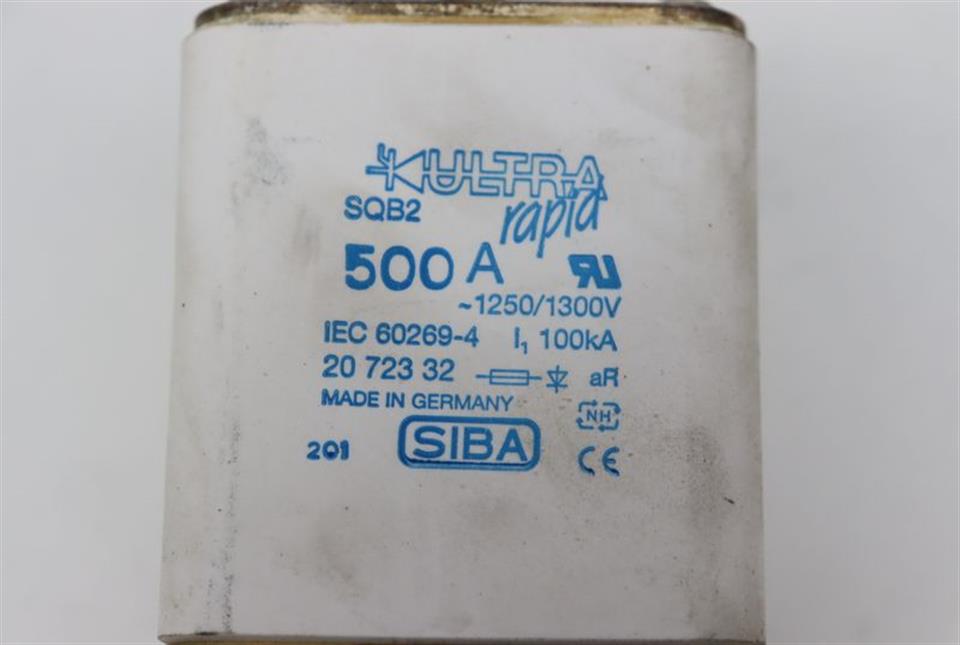 ULTRA
rapid
SQB2
500 A
~1250/1300V
IEC 60269-4 I₁ 100kA
20 723 32 aR
MADE IN GERMANY
NH
201 SIBA CE